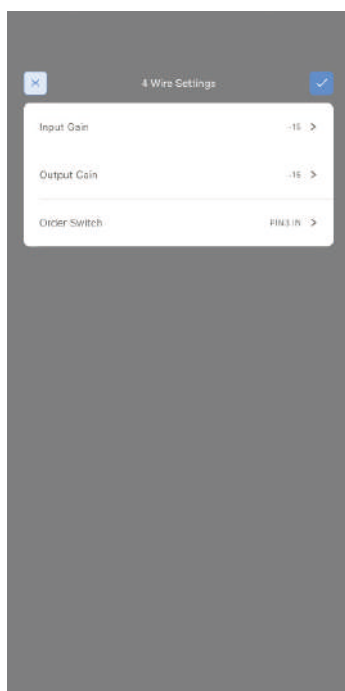 4 Wire Settings
Input Gain -15
Output Gain -15
Order Switch PIN3 IN